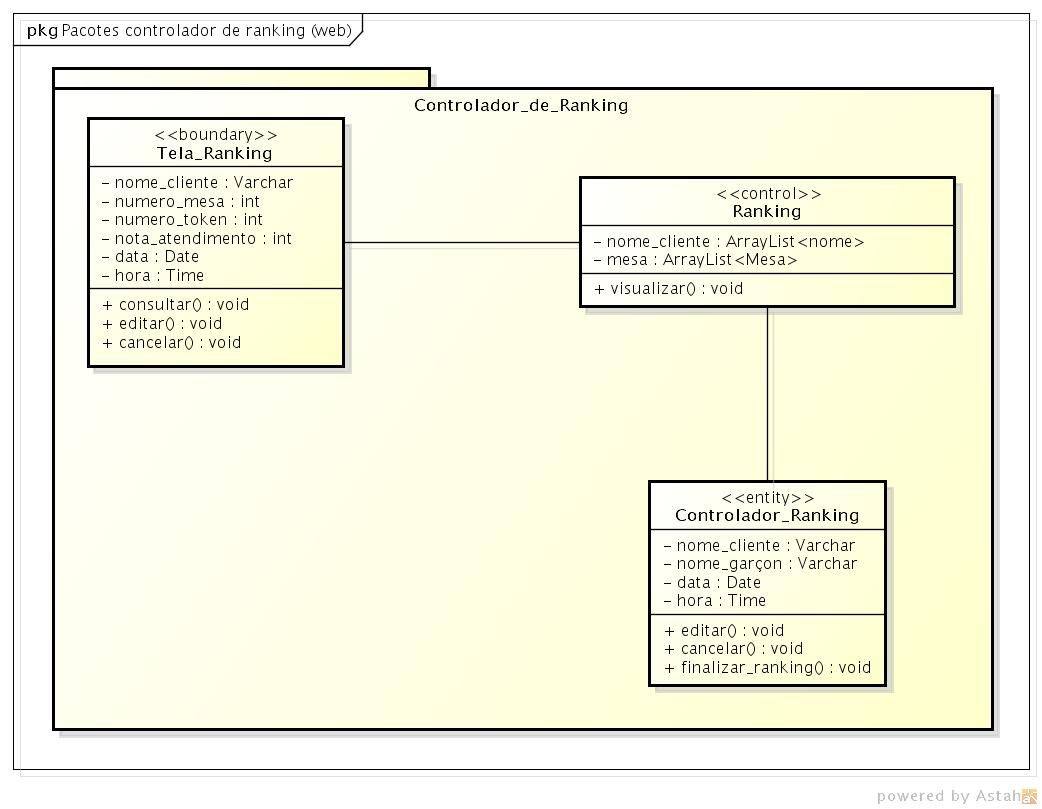 pkg Pacotes controlador de ranking (web)
Controlador_de_Ranking
<<boundary>>
Tela_Ranking
- nome_cliente : Varchar
- numero_mesa : int
- numero_token : int
- nota_atendimento : int
- data : Date
- hora : Time
+ consultar() : void
+ editar() : void
+ cancelar() : void
<<control>>
Ranking
- nome_cliente : ArrayList<nome>
- mesa : ArrayList<Mesa>
+ visualizar() : void
<<entity>>
Controlador_Ranking
- nome_cliente : Varchar
- nome_garçon : Varchar
- data : Date
- hora : Time
+ editar() : void
+ cancelar() : void
+ finalizar_ranking() : void
powered by Astah